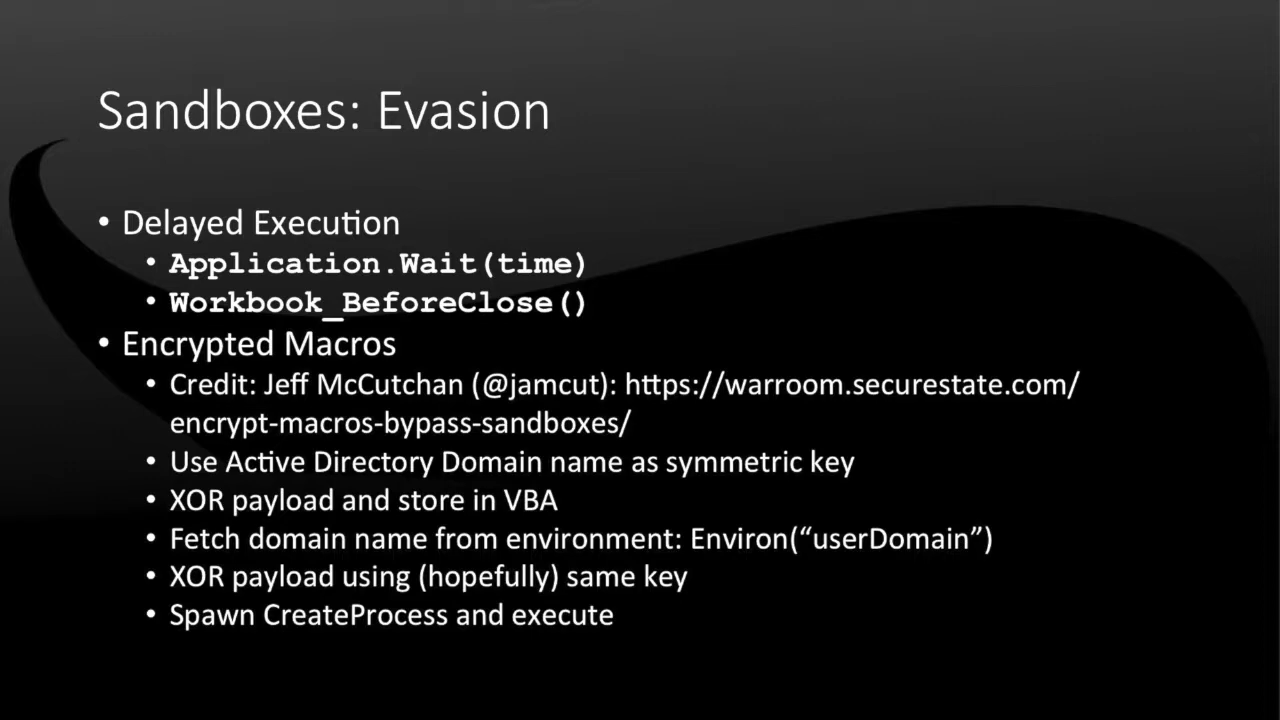 Sandboxes: Evasion
• Delayed Execution
• Application.Wait(time)
• Workbook_BeforeClose()
• Encrypted Macros
• Credit: Jeff McCutchan (@jamcut): https://warroom.securestate.com/
encrypt-macros-bypass-sandboxes/
• Use Active Directory Domain name as symmetric key
• XOR payload and store in VBA
• Fetch domain name from environment: Environ(“userDomain”)
• XOR payload using (hopefully) same key
• Spawn CreateProcess and execute